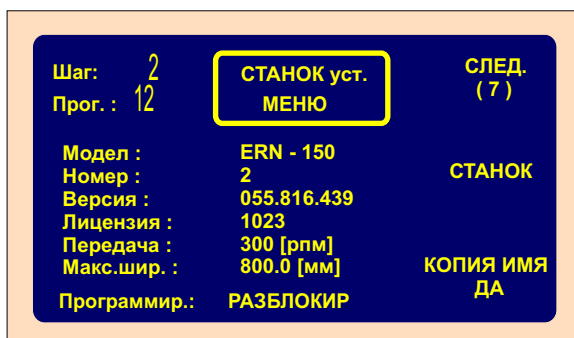 Шаг: 2
Прог. : 12
СТАНОК уст.
МЕНЮ
СЛЕД.
( 7 )
Модел : ERN - 150
Номер : 2
Версия : 055.816.439
Лицензия : 1023
Передача : 300 [рпм]
Макс.шир. : 800.0 [мм]
Программир.: РАЗБЛОКИР
СТАНОК
КОПИЯ ИМЯ
ДА